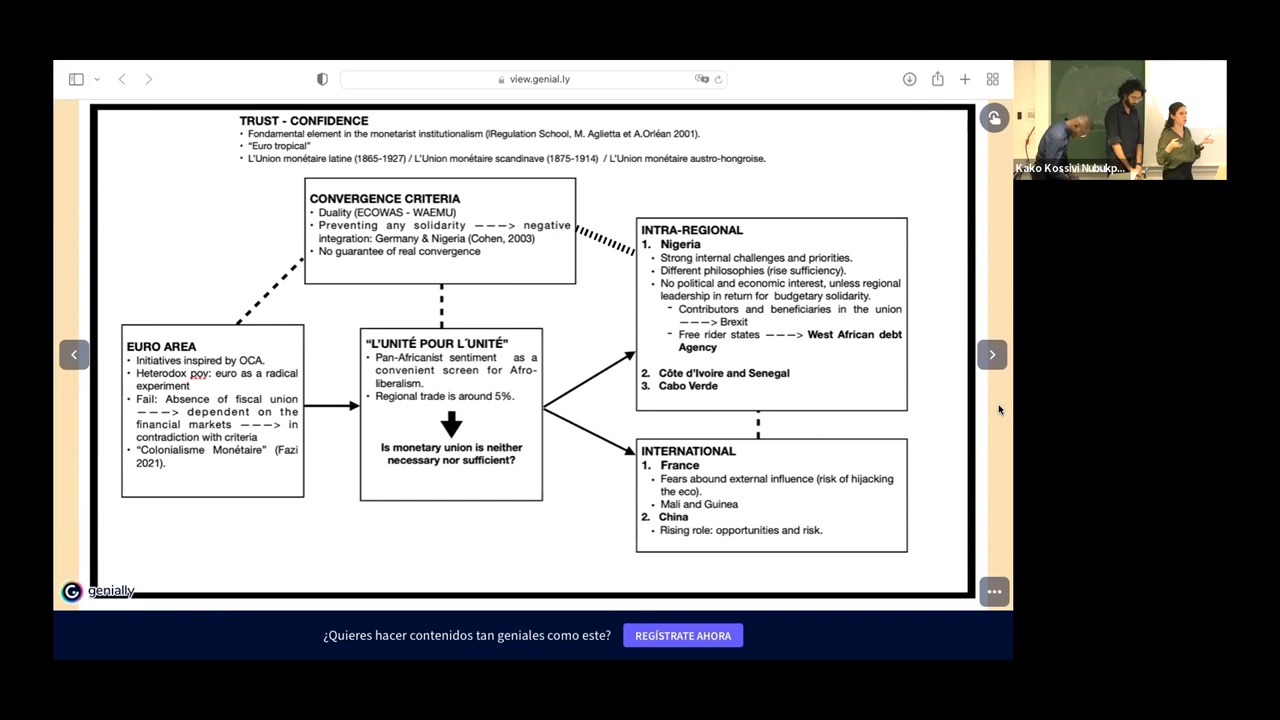 view.genial.ly
TRUST - CONFIDENCE
• Fondamental element in the monetarist institutionalism (lRegulation School, M. Aglietta et A.Orléan 2001).
• “Euro tropical”
• L'Union monétaire latine (1865-1927) / L'Union monétaire scandinave (1875-1914) / L'Union monétaire austro-hongroise.
CONVERGENCE CRITERIA
• Duality (ECOWAS - WAEMU)
• Preventing any solidarity ———> negative
integration: Germany & Nigeria (Cohen, 2003)
• No guarantee of real convergence
EURO AREA
• Initiatives inspired by OCA.
• Heterodox pov: euro as a radical
experiment
• Fail: Absence of fiscal union
———> dependent on the
financial markets ———> in
contradiction with criteria
• “Colonialisme Monétaire” (Fazi
2021).
“L'UNITÉ POUR L´UNITÉ”
• Pan-Africanist sentiment as a
convenient screen for Afro-
liberalism.
• Regional trade is around 5%.
Is monetary union is neither
necessary nor sufficient?
INTRA-REGIONAL
1. Nigeria
• Strong internal challenges and priorities.
• Different philosophies (rise sufficiency).
• No political and economic interest, unless regional
leadership in return for budgetary solidarity.
- Contributors and beneficiaries in the union
———> Brexit
- Free rider states ———> West African debt
Agency
2. Côte d'Ivoire and Senegal
3. Cabo Verde
INTERNATIONAL
1. France
• Fears abound external influence (risk of hijacking
the eco).
• Mali and Guinea
2. China
• Rising role: opportunities and risk.
genially
¿Quieres hacer contenidos tan geniales como este?
REGÍSTRATE AHORA
Kako Kossivi Nubukp...